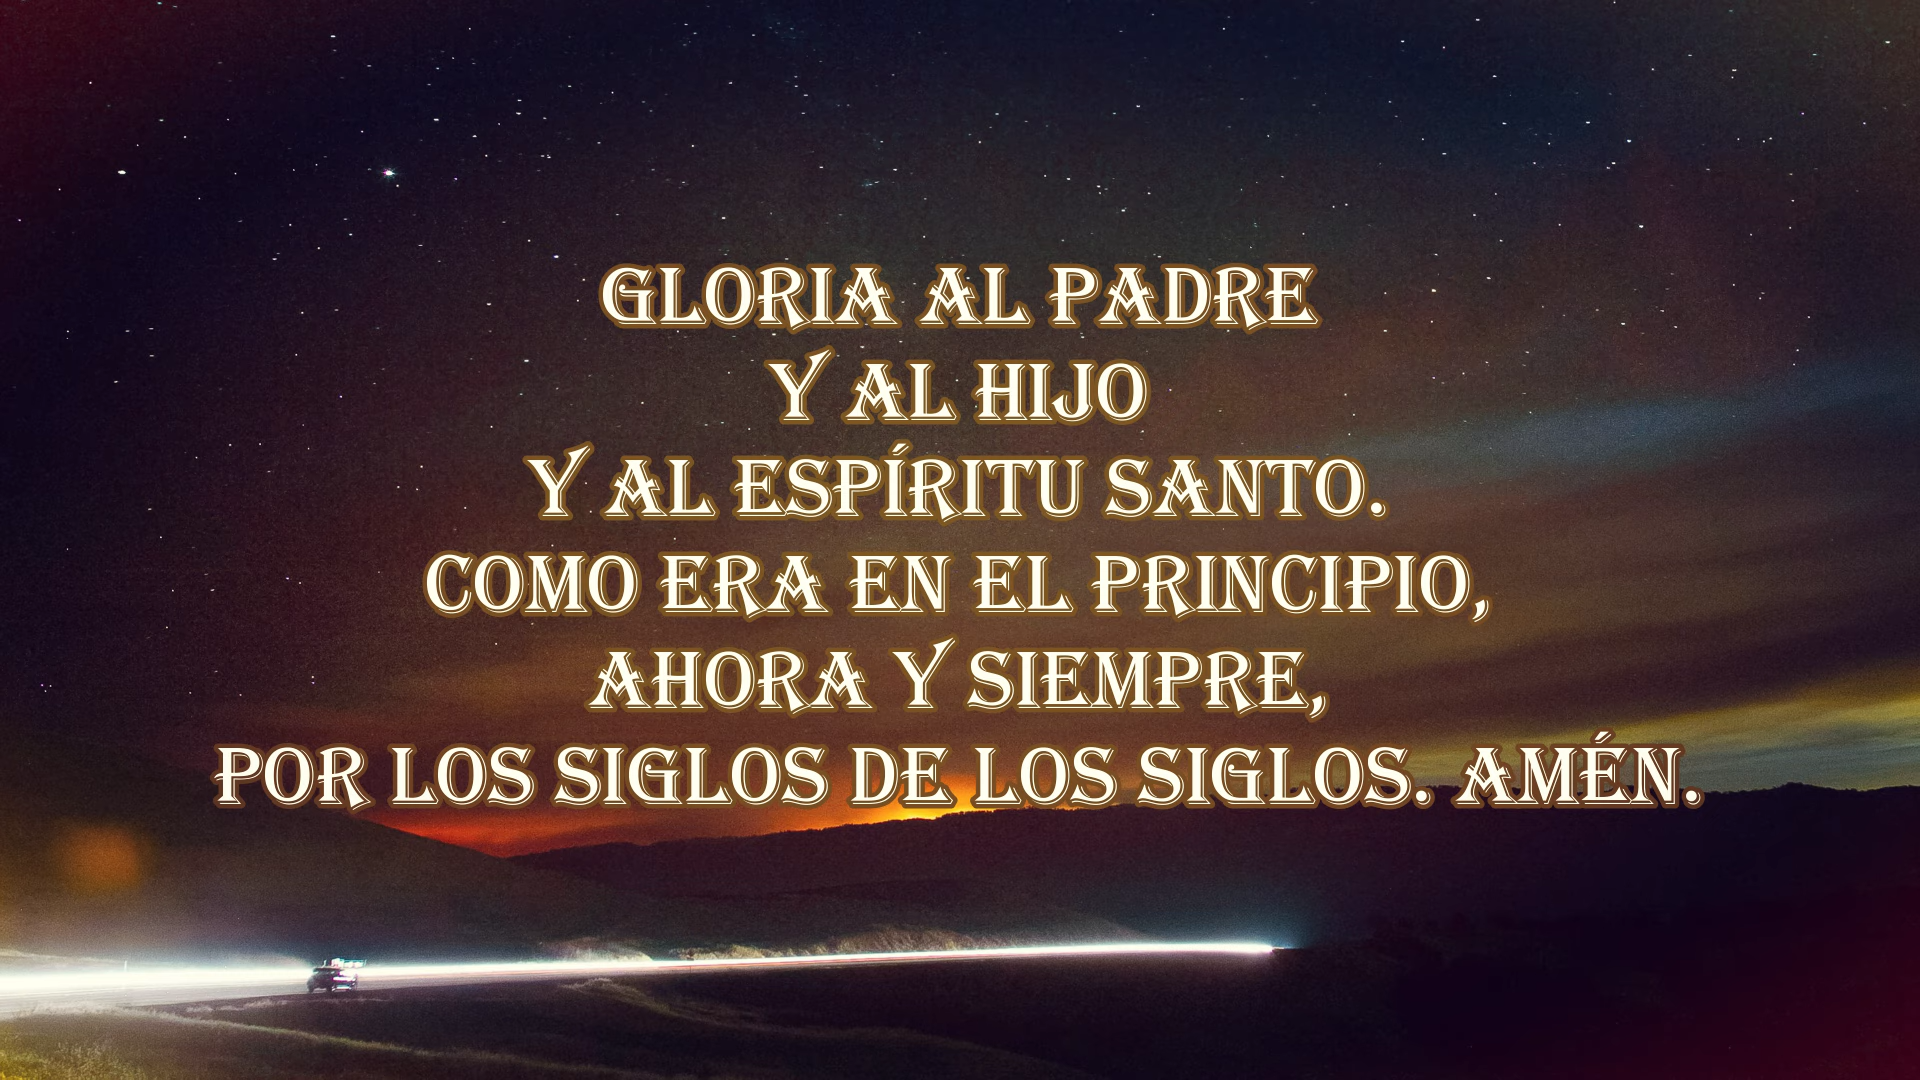 GLORIA AL PADRE
Y AL HIJO
Y AL ESPÍRITU SANTO.
COMO ERA EN EL PRINCIPIO,
AHORA Y SIEMPRE,
POR LOS SIGLOS DE LOS SIGLOS. AMÉN.